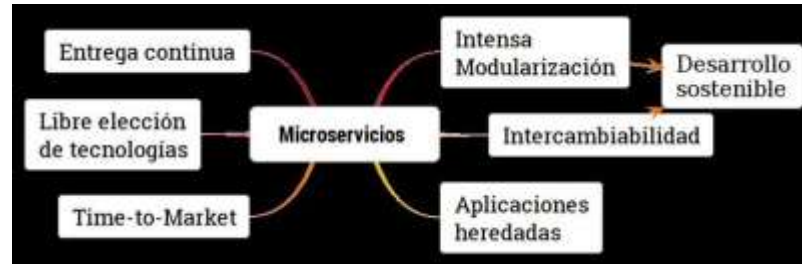 Entrega continua
Libre elección
de tecnologías
Time-to-Market
Microservicios
Intensa
Modularización
Intercambiabilidad
Aplicaciones
heredadas
Desarrollo
sostenible